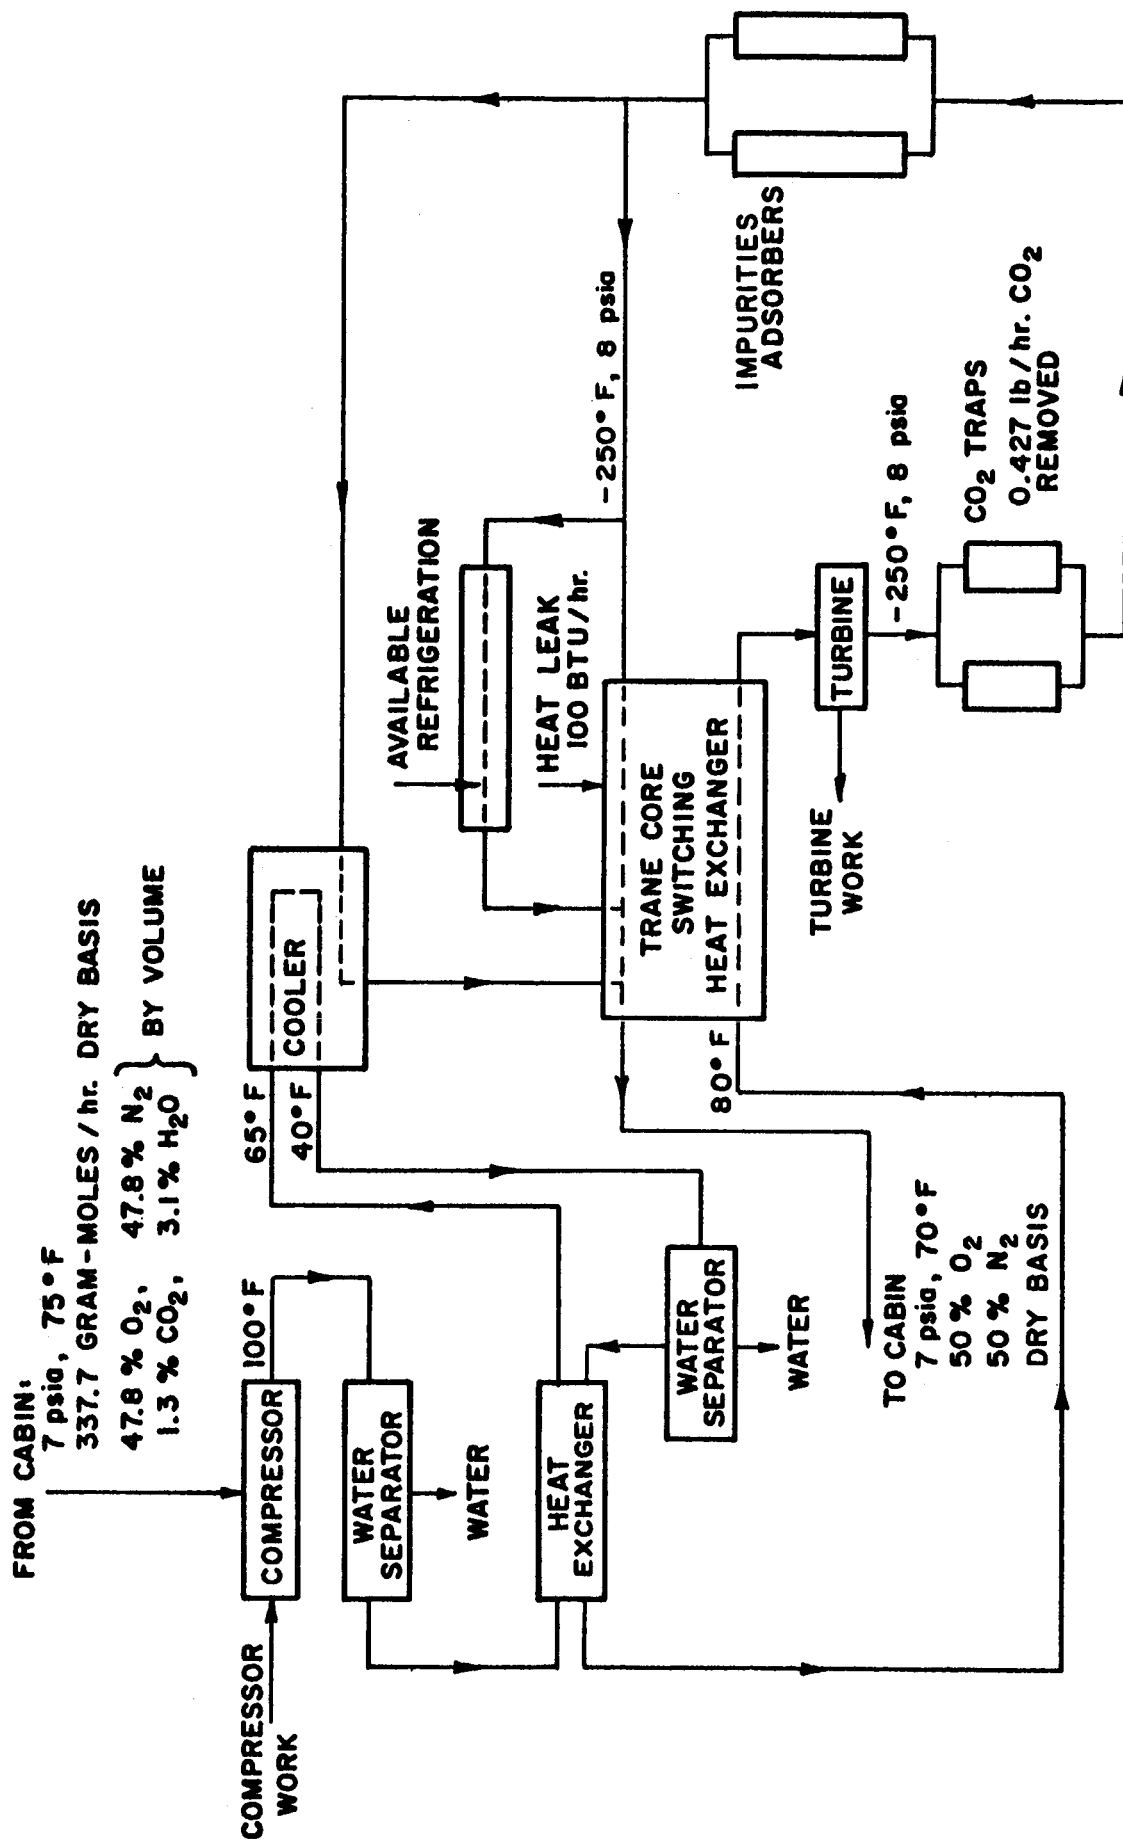 FROM CABIN:
7 psia, 75°F
337.7 GRAM-MOLES/hr. DRY BASIS
47.8% O₂, 47.8% N₂
1.3% CO₂, 3.1% H₂O
BY VOLUME
COMPRESSOR
WORK
COMPRESSOR
100°F
WATER
SEPARATOR
WATER
HEAT
EXCHANGER
65°F
40°F
COOLER
WATER
SEPARATOR
WATER
AVAILABLE
REFRIGERATION
HEAT LEAK
100 BTU/hr.
TRANE CORE
SWITCHING
HEAT EXCHANGER
80°F
-250°F, 8 psia
TO CABIN
7 psia, 70°F
50% O₂
50% N₂
DRY BASIS
TURBINE
WORK
TURBINE
-250°F, 8 psia
CO₂ TRAPS
0.427 lb/hr. CO₂
REMOVED
IMPURITIES
ADSORBERS